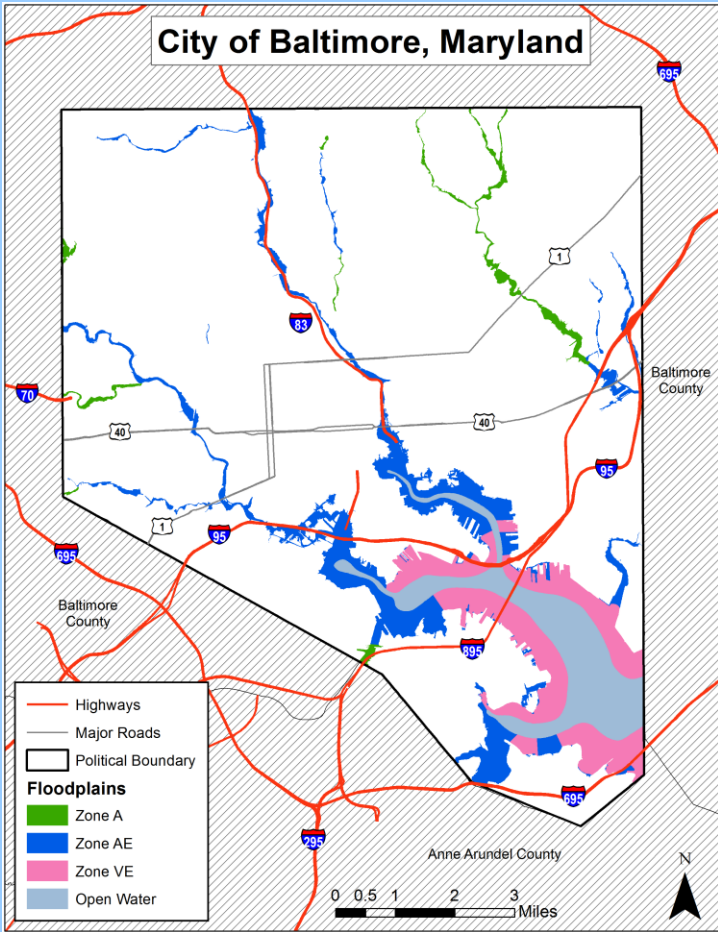 City of Baltimore, Maryland
695
1
83
Baltimore
County
70
40
40
95
1
95
695
Baltimore
County
895
Highways
Major Roads
Political Boundary
Floodplains
Zone A
Zone AE
Zone VE
Open Water
695
295
Anne Arundel County
N
0 0.5 1 2 3
Miles